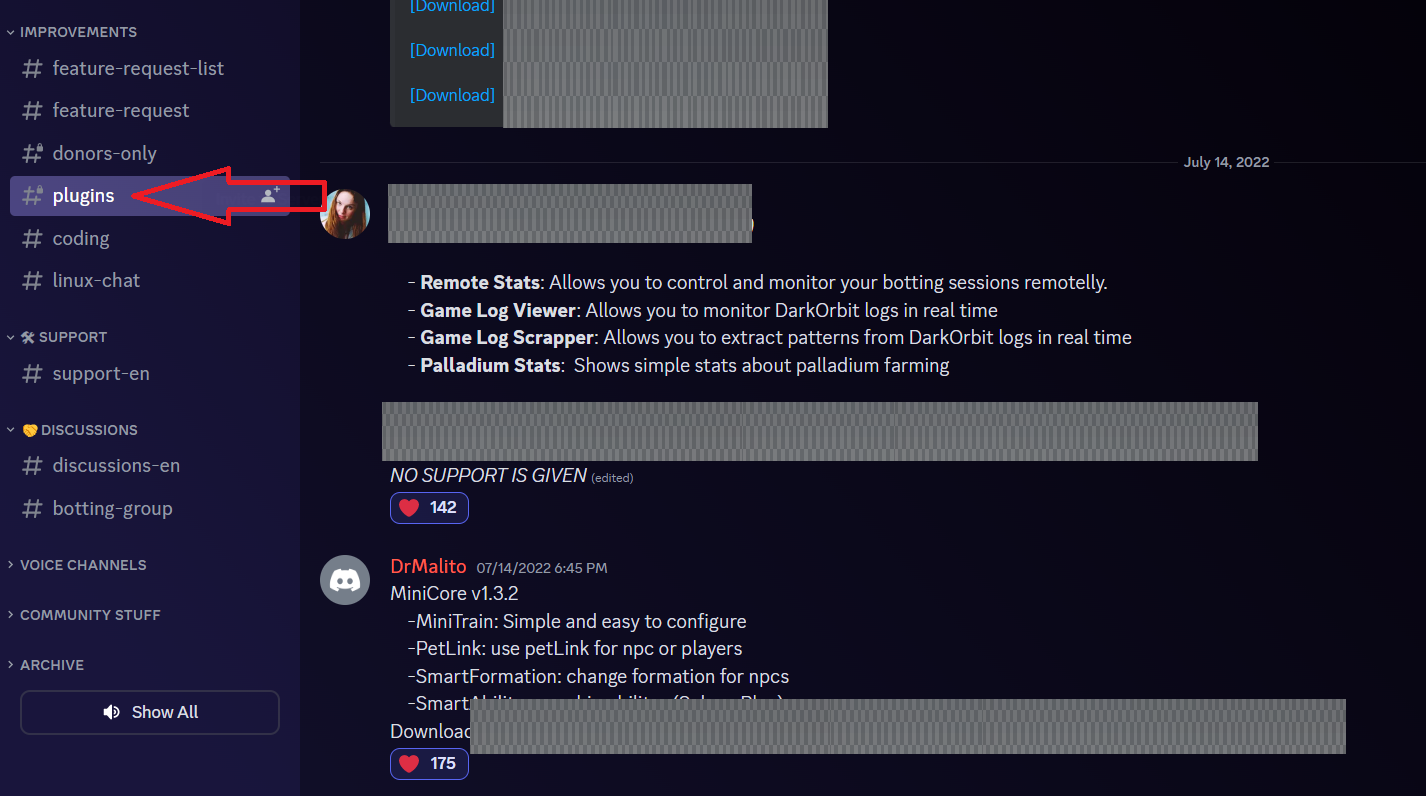 IMPROVEMENTS
feature-request-list
feature-request
donors-only
plugins
coding
linux-chat
SUPPORT
support-en
DISCUSSIONS
discussions-en
botting-group
VOICE CHANNELS
COMMUNITY STUFF
ARCHIVE
Show All
[Download]
[Download]
[Download]
July 14, 2022
- Remote Stats: Allows you to control and monitor your botting sessions remotelly.
- Game Log Viewer: Allows you to monitor DarkOrbit logs in real time
- Game Log Scrapper: Allows you to extract patterns from DarkOrbit logs in real time
- Palladium Stats:  Shows simple stats about palladium farming
NO SUPPORT IS GIVEN (edited)
142
DrMalito 07/14/2022 6:45 PM
MiniCore v1.3.2
-MiniTrain: Simple and easy to configure
-PetLink: use petLink for npc or players
-SmartFormation: change formation for npcs
Download
175